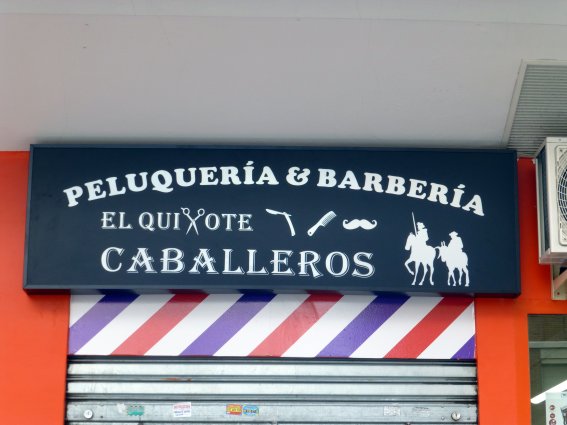 PELUQUERÍA & BARBERÍA
EL QUIXOTE
CABALLEROS